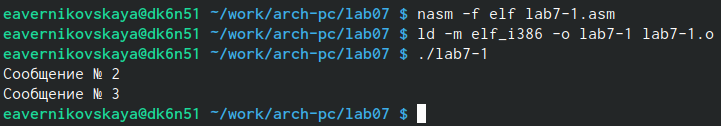 eavernikovskaya@dk6n51 ~/work/arch-pc/lab07 $ nasm -f elf lab7-1.asm
eavernikovskaya@dk6n51 ~/work/arch-pc/lab07 $ ld -m elf_i386 -o lab7-1 lab7-1.o
eavernikovskaya@dk6n51 ~/work/arch-pc/lab07 $ ./lab7-1
Сообщение № 2
Сообщение № 3
eavernikovskaya@dk6n51 ~/work/arch-pc/lab07 $